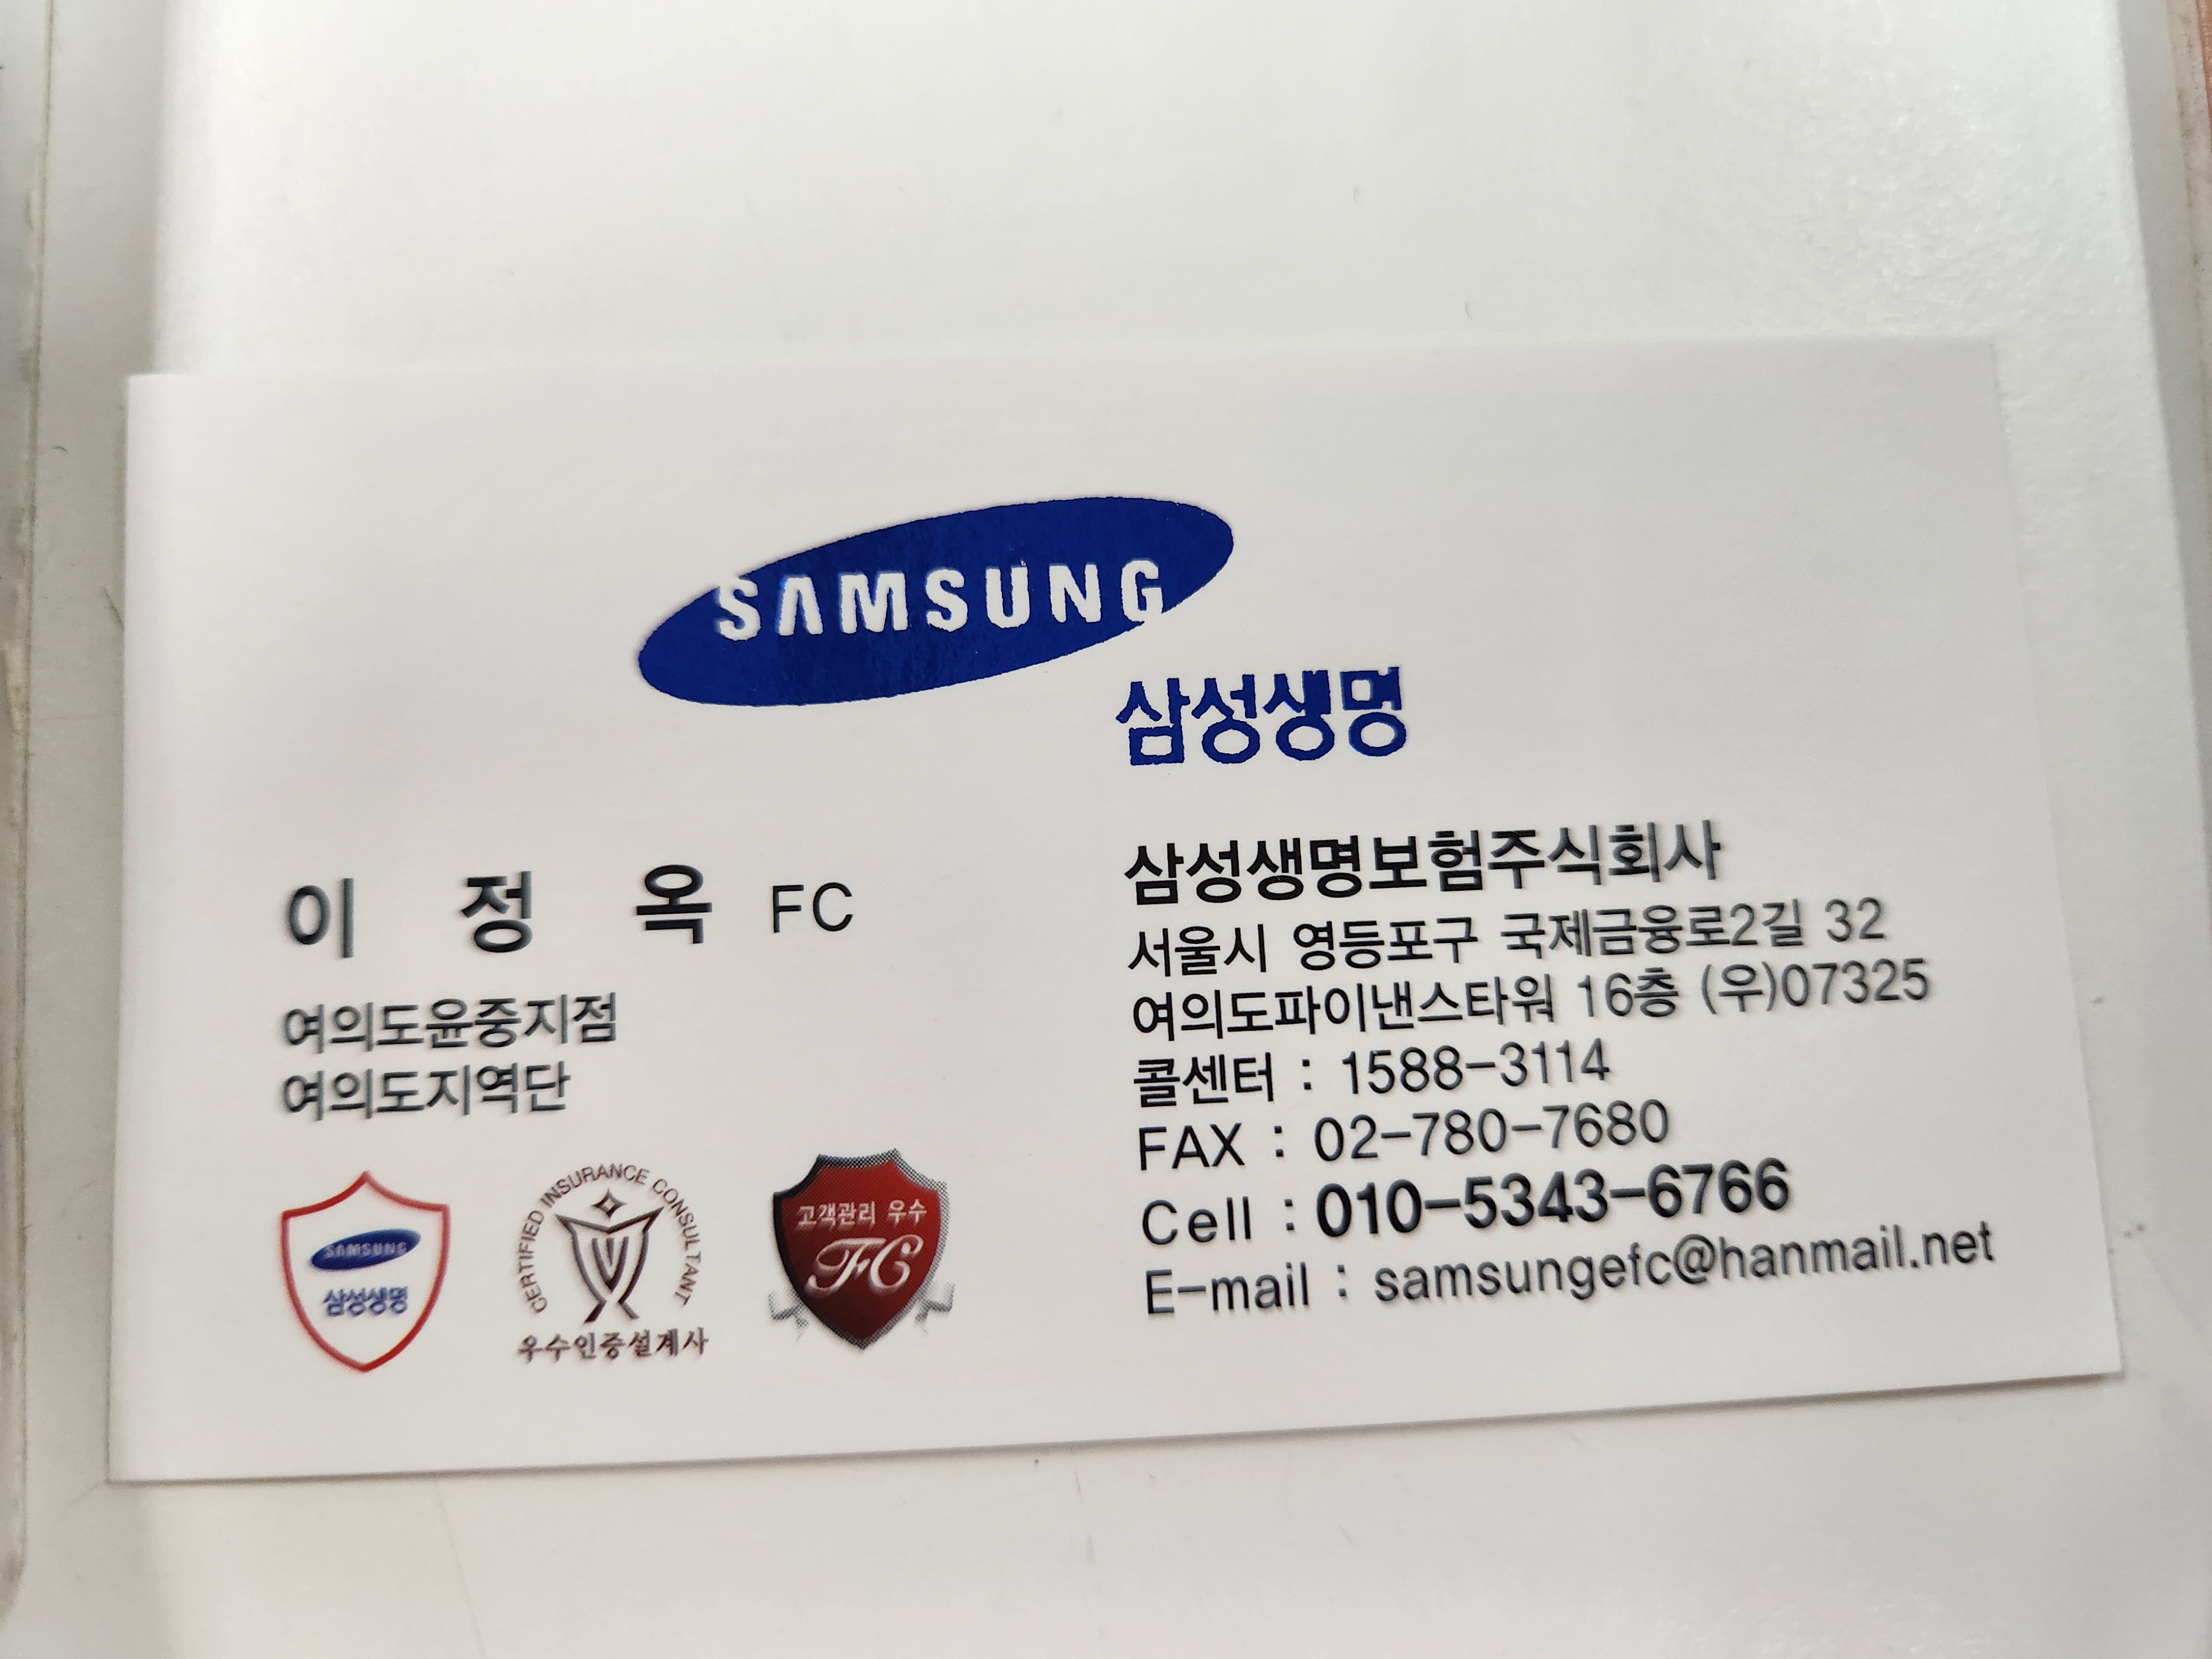 SAMSUNG
삼성생명
이 정 옥 FC
여의도윤중지점
여의도지역단
SAMSUNG
삼성생명
CERTIFIED INSURANCE CONSULTANT
우수인증설계사
고객관리 우수
FC
삼성생명보험주식회사
서울시 영등포구 국제금융로2길 32
여의도파이낸스타워 16층 (우)07325
콜센터 : 1588-3114
FAX : 02-780-7680
Cell : 010-5343-6766
E-mail : samsungefc@hanmail.net